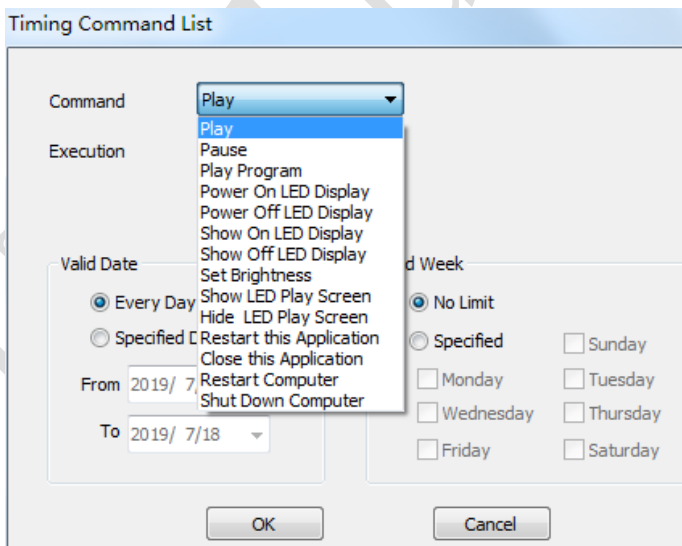 Timing Command List
Command Play
Play
Execution Pause
Play Program
Power On LED Display
Power Off LED Display
Show On LED Display
Show Off LED Display
Valid Date d Week
Set Brightness
Every Day Show LED Play Screen No Limit
Hide LED Play Screen
Specified D Restart this Application Specified Sunday
Close this Application
From 2019/ 7/ Restart Computer Monday Tuesday
Shut Down Computer
Wednesday Thursday
To 2019/ 7/18
Friday Saturday
OK Cancel